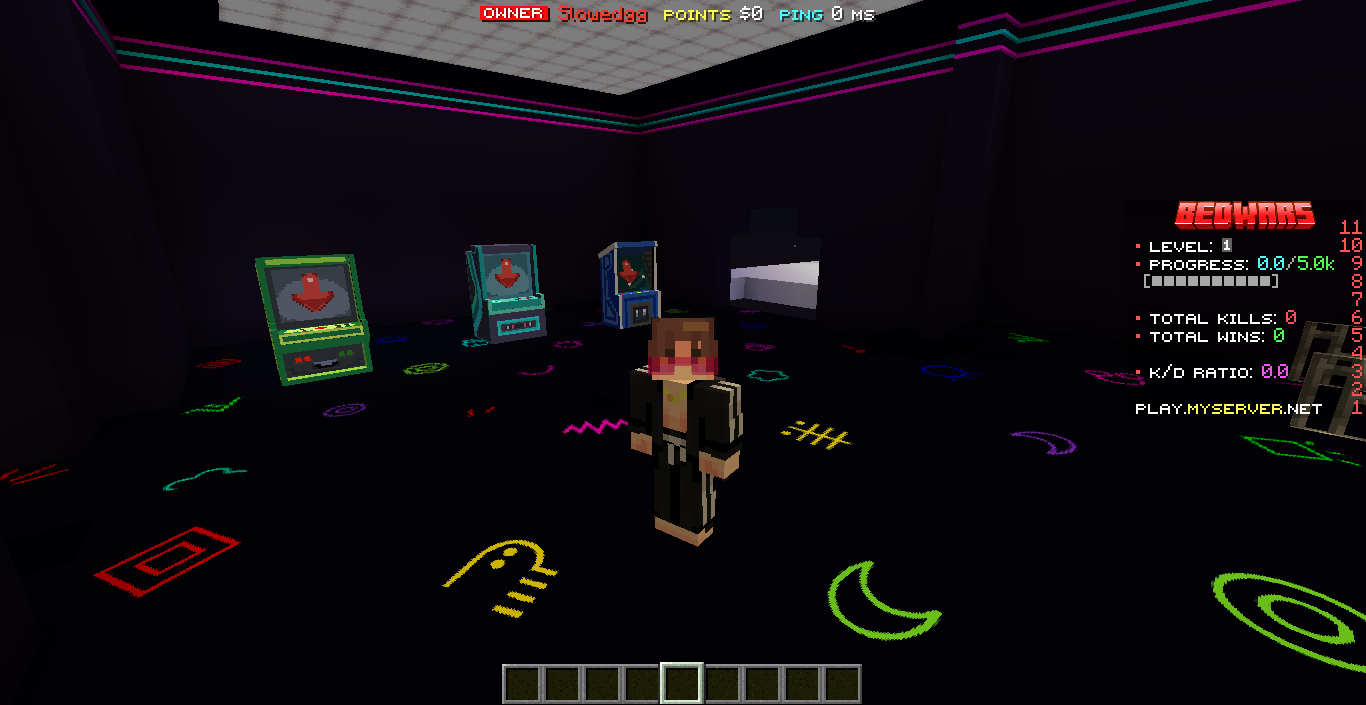 OWNER Slowedgg POINTS $0 PING 0 MS
BEDWARS
11
• LEVEL: 1 10
• PROGRESS: 0.0/5.0k 9
[||||||||||] 8
7
• TOTAL KILLS: 0 6
• TOTAL WINS: 0 5
4
• K/D RATIO: 0.0 3
2
PLAY.MYSERVER.NET 1